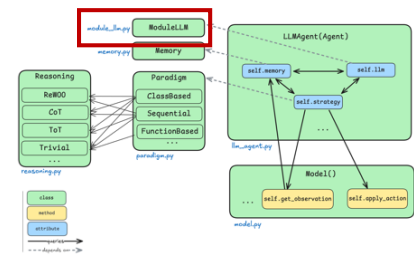 module_llm.py
ModuleLLM
memory.py
Memory
Reasoning
ReWOO
CoT
ToT
Trivial
...
reasoning.py
Paradigm
ClassBased
Sequential
FunctionBased
...
paradigm.py
LLMAgent(Agent)
self.memory
self.llm
self.strategy
...
llm_agent.py
Model()
...
self.get_observation
self.apply_action
model.py
class
method
attribute
depends on